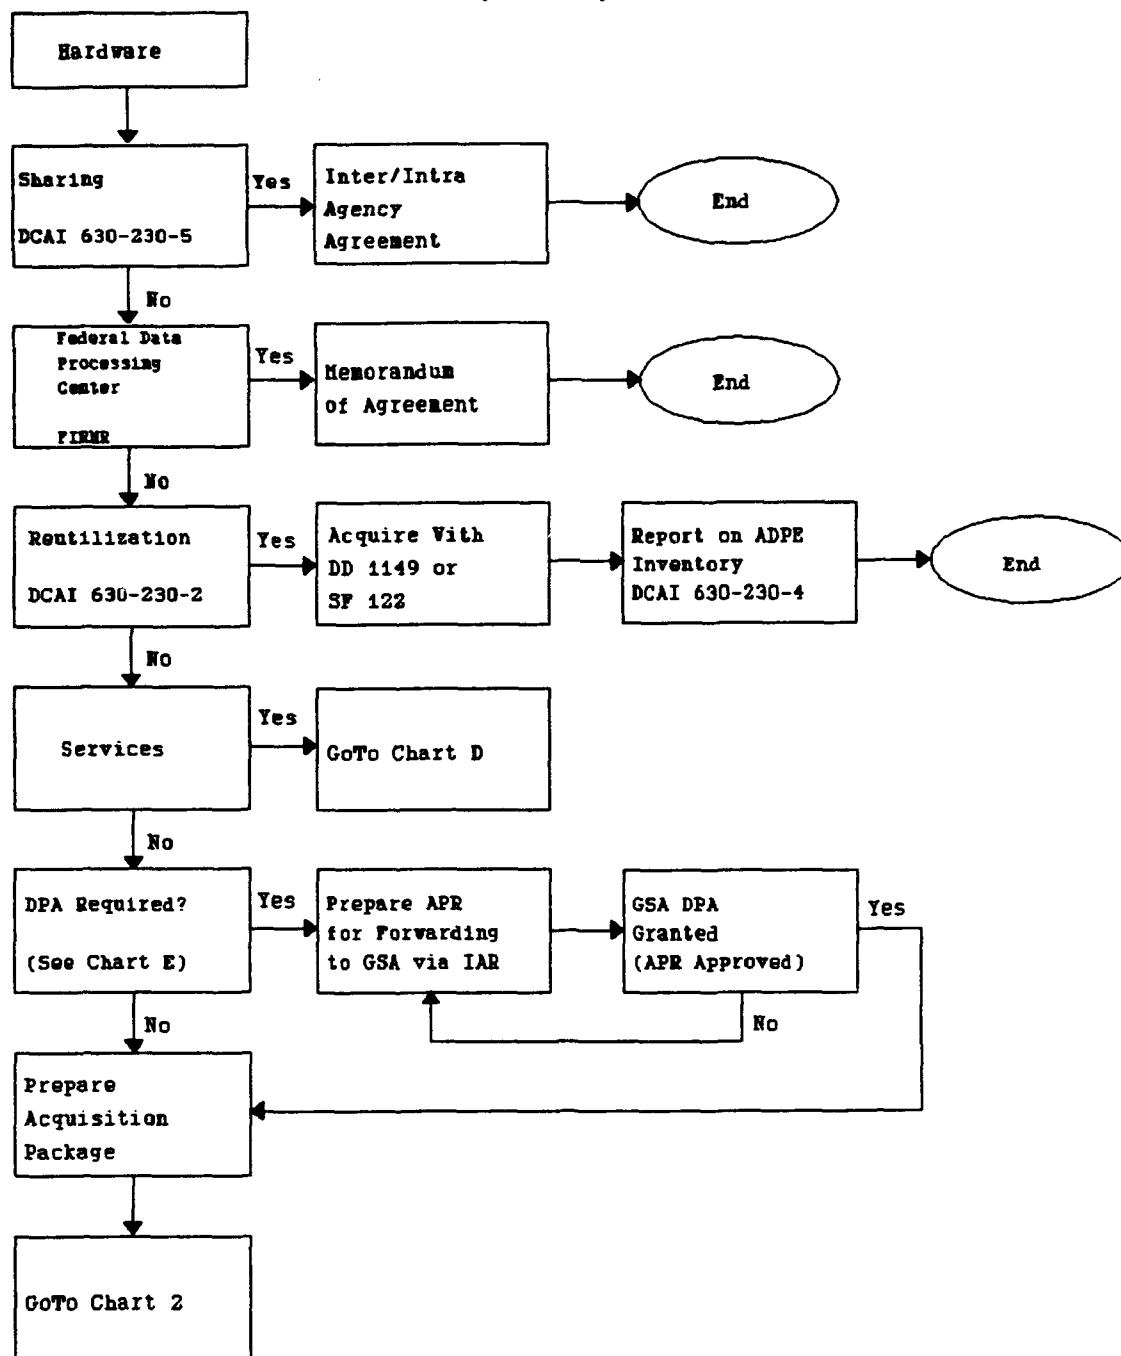 Hardware
Sharing
DCAI 630-230-5
Yes
Inter/Intra
Agency
Agreement
End
No
Federal Data
Processing
Center
FIRMR
Yes
Memorandum
of Agreement
End
No
Reutilization
DCAI 630-230-2
Yes
Acquire With
DD 1149 or
SF 122
Report on ADPE
Inventory
DCAI 630-230-4
End
No
Services
Yes
GoTo Chart D
No
DPA Required?
(See Chart E)
Yes
Prepare APR
for Forwarding
to GSA via IAR
GSA DPA
Granted
(APR Approved)
Yes
No
No
Prepare
Acquisition
Package
GoTo Chart 2